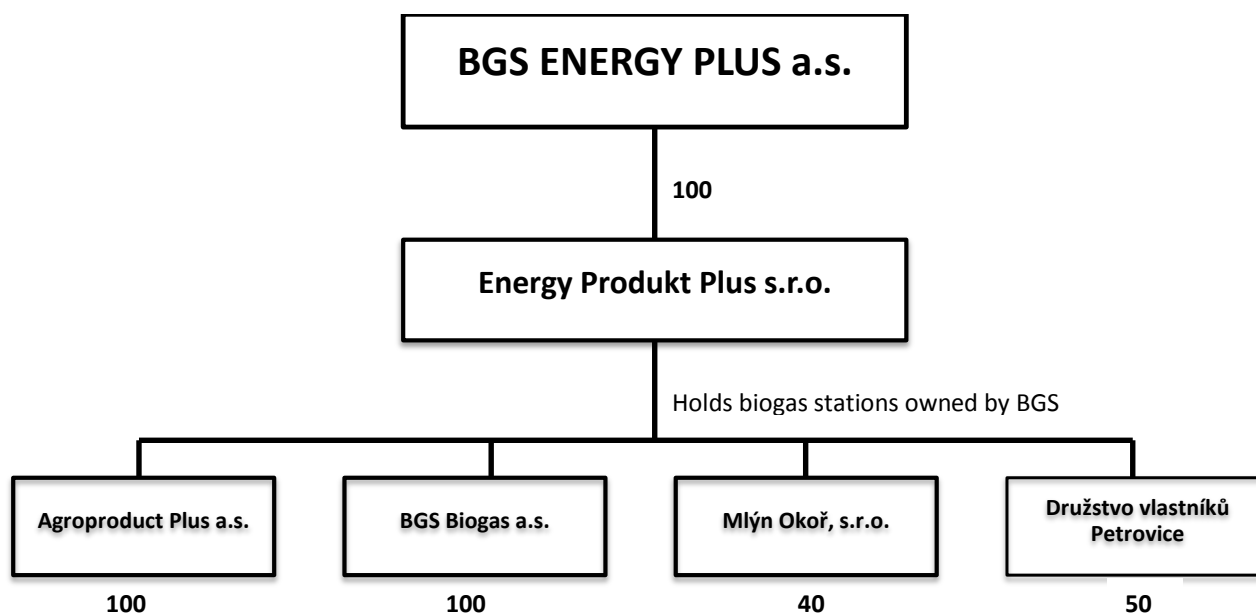 BGS ENERGY PLUS a.s.
100
Energy Produkt Plus s.r.o.
Holds biogas stations owned by BGS
Agroproduct Plus a.s.
BGS Biogas a.s.
Mlýn Okoř, s.r.o.
Družstvo vlastníků
Petrovice
100
100
40
50